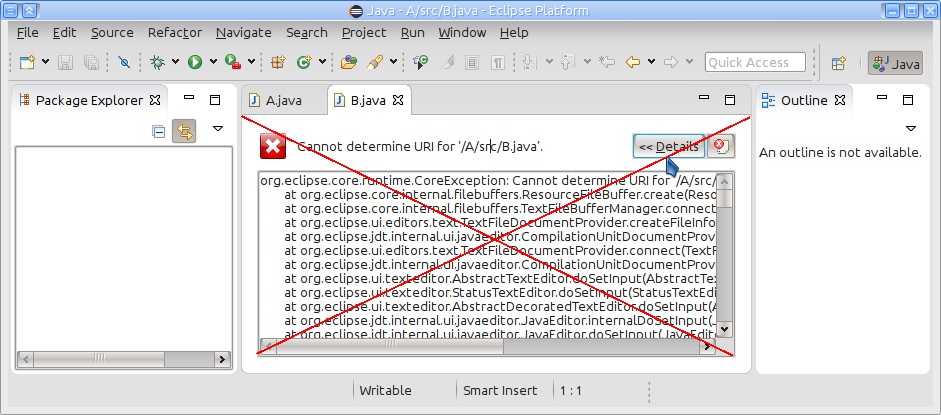 Java - A/src/B.java - Eclipse Platform
File Edit Source Refactor Navigate Search Project Run Window Help
Quick Access
Java
Package Explorer
A.java
B.java
Outline
Cannot determine URI for '/A/src/B.java'.
<< Details
An outline is not available.
org.eclipse.core.runtime.CoreException: Cannot determine URI for '/A/src/
at org.eclipse.core.internal.filebuffers.ResourceFileBuffer.create(Reso
at org.eclipse.core.internal.filebuffers.TextFileBufferManager.connect
at org.eclipse.ui.editors.text.TextFileDocumentProvider.createFileInfo
at org.eclipse.jdt.internal.ui.javaeditor.CompilationUnitDocumentProv
at org.eclipse.ui.editors.text.TextFileDocumentProvider.connect(TextF
at org.eclipse.jdt.internal.ui.javaeditor.CompilationUnitDocumentProv
at org.eclipse.ui.texteditor.AbstractTextEditor.doSetInput(AbstractTex
at org.eclipse.ui.texteditor.StatusTextEditor.doSetInput(StatusTextEdi
at org.eclipse.ui.texteditor.AbstractDecoratedTextEditor.doSetInput(A
at org.eclipse.jdt.internal.ui.javaeditor.JavaEditor.internalDoSetInput(J
at org.eclipse.jdt.internal.ui.javaeditor.JavaEditor.doSetInput(JavaEdi
Writable
Smart Insert
1 : 1